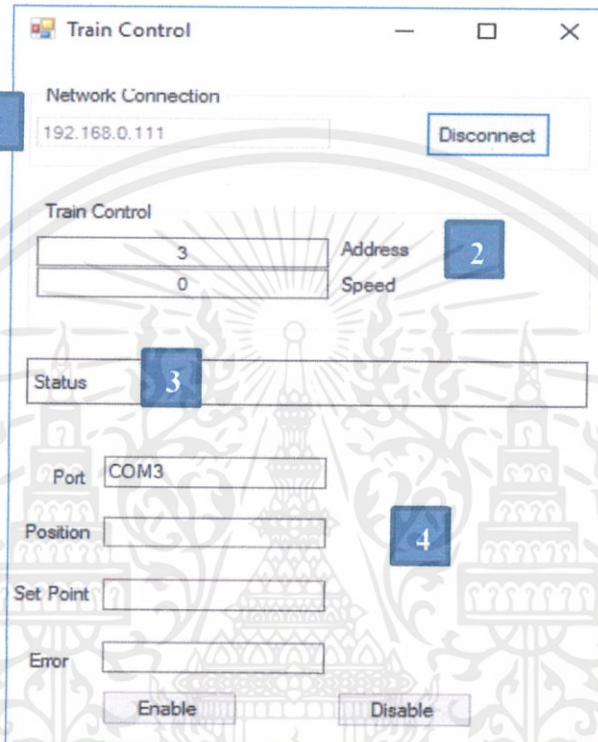 Train Control
Network Connection
192.168.0.111
Disconnect
Train Control
3 Address
2
0 Speed
Status
3
Port COM3
Position
4
Set Point
Error
Enable Disable